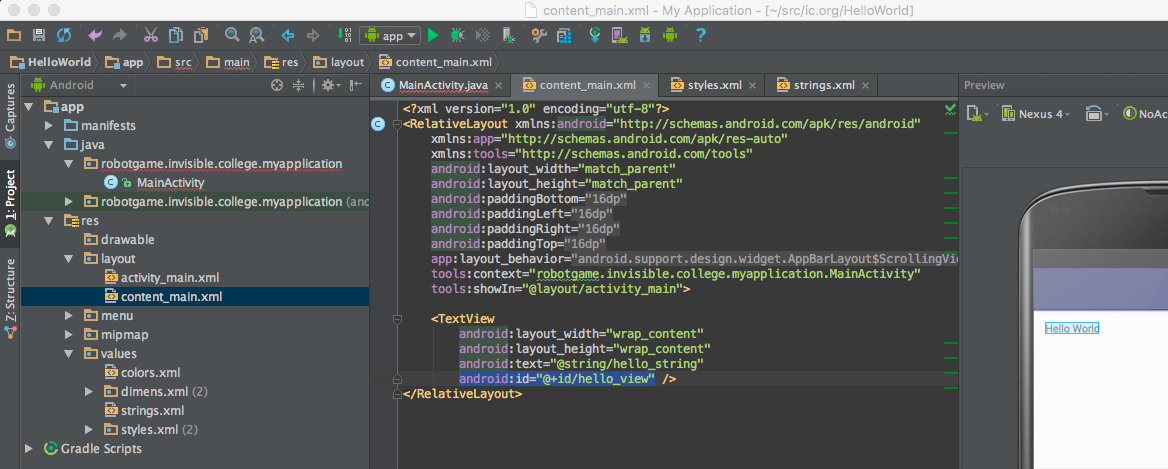 content_main.xml - My Application - [~/src/ic.org/HelloWorld]
app
HelloWorld app src main res layout content_main.xml
Android
MainActivity.java content_main.xml styles.xml strings.xml
Preview
Captures
1: Project
Z: Structure
app
manifests
java
robotgame.invisible.college.myapplication
MainActivity
robotgame.invisible.college.myapplication (and
res
drawable
layout
activity_main.xml
content_main.xml
menu
mipmap
values
colors.xml
dimens.xml (2)
strings.xml
styles.xml (2)
Gradle Scripts
<?xml version="1.0" encoding="utf-8"?>
<RelativeLayout xmlns:android="http://schemas.android.com/apk/res/android"
xmlns:app="http://schemas.android.com/apk/res-auto"
xmlns:tools="http://schemas.android.com/tools"
android:layout_width="match_parent"
android:layout_height="match_parent"
android:paddingBottom="16dp"
android:paddingLeft="16dp"
android:paddingRight="16dp"
android:paddingTop="16dp"
app:layout_behavior="android.support.design.widget.AppBarLayout$ScrollingVi
tools:context="robotgame.invisible.college.myapplication.MainActivity"
tools:showIn="@layout/activity_main">
<TextView
android:layout_width="wrap_content"
android:layout_height="wrap_content"
android:text="@string/hello_string"
android:id="@+id/hello_view" />
</RelativeLayout>
Nexus 4 NoAc
Hello World